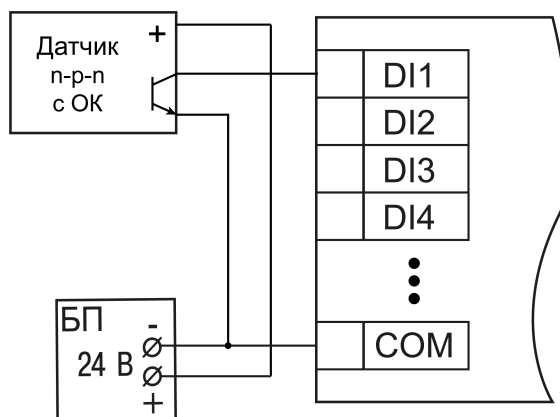 Датчик
n-p-n
с ОК
+
DI1
DI2
DI3
DI4
COM
БП
-
24 В
+